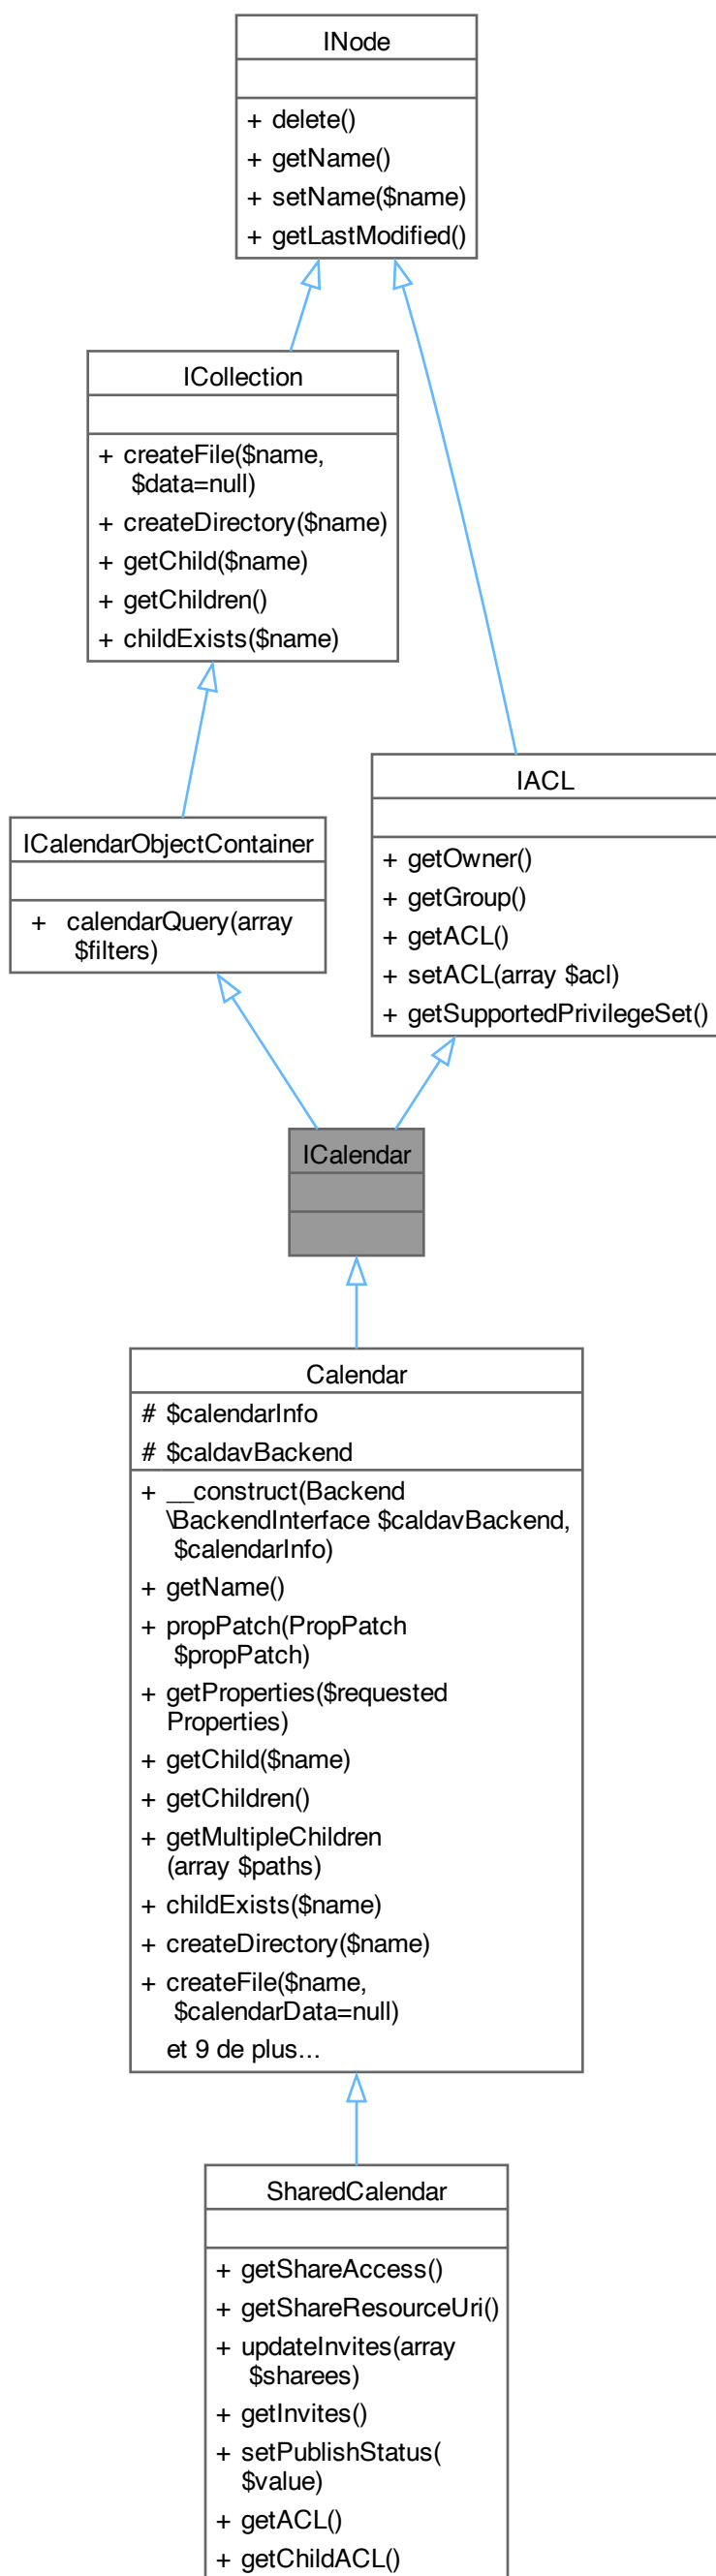 INode
+ delete()
+ getName()
+ setName($name)
+ getLastModified()
ICollection
+ createFile($name,
$data=null)
+ createDirectory($name)
+ getChild($name)
+ getChildren()
+ childExists($name)
IACL
+ getOwner()
+ getGroup()
+ getACL()
+ setACL(array $acl)
+ getSupportedPrivilegeSet()
ICalendarObjectContainer
+ calendarQuery(array
$filters)
ICalendar
Calendar
# $calendarInfo
# $caldavBackend
+ __construct(Backend
\BackendInterface $caldavBackend,
$calendarInfo)
+ getName()
+ propPatch(PropPatch
$propPatch)
+ getProperties($requested
Properties)
+ getChild($name)
+ getChildren()
+ getMultipleChildren
(array $paths)
+ childExists($name)
+ createDirectory($name)
+ createFile($name,
$calendarData=null)
et 9 de plus...
SharedCalendar
+ getShareAccess()
+ getShareResourceUri()
+ updateInvites(array
$sharees)
+ getInvites()
+ setPublishStatus(
$value)
+ getACL()
+ getChildACL()